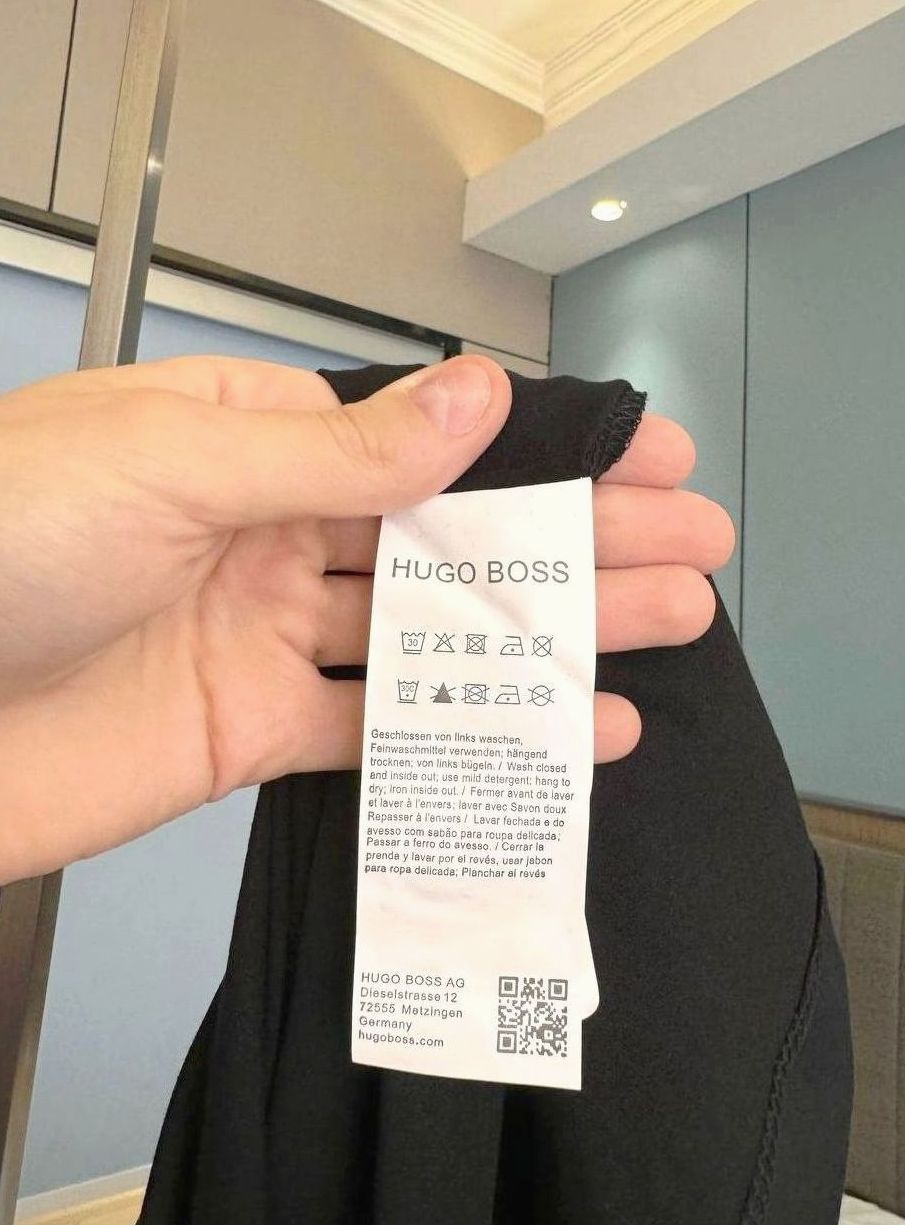 HUGO BOSS
30
30C
Geschlossen von links waschen,
Feinwaschmittel verwenden; hängend
trocknen; von links bügeln. / Wash closed
and inside out; use mild detergent; hang to
dry; iron inside out. / Fermer avant de laver
et laver à l'envers; laver avec Savon doux
Repasser à l'envers / Lavar fechada e do
avesso com sabão para roupa delicada;
Passar a ferro do avesso. / Cerrar la
prenda y lavar por el revés, usar jabon
para ropa delicada; Planchar al revés
HUGO BOSS AG
Dieselstrasse 12
72555 Metzingen
Germany
hugoboss.com